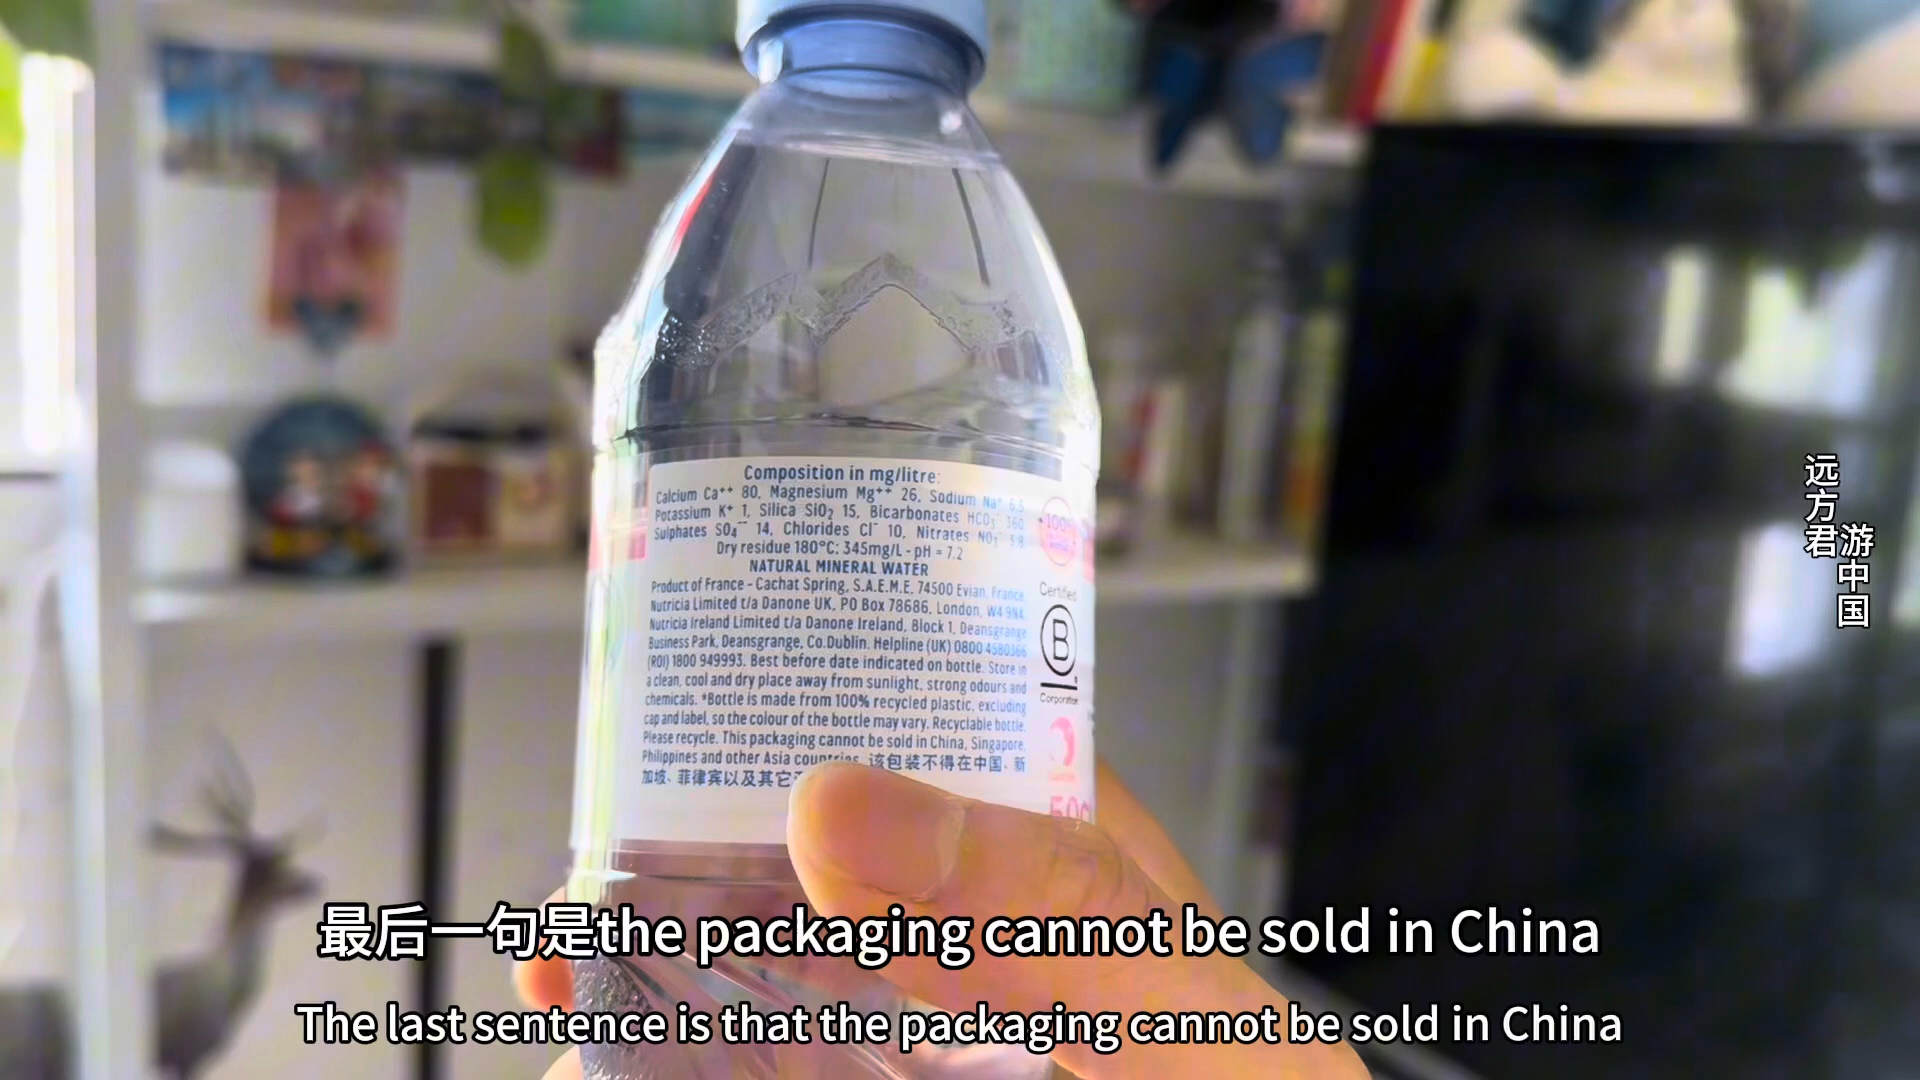 Composition in mg/litre:
Calcium Ca⁺⁺ 80, Magnesium Mg⁺⁺ 26, Sodium Na⁺ 6.5
Potassium K⁺ 1, Silica SiO₂ 15, Bicarbonates HCO₃⁻ 360
Sulphates SO₄⁻⁻ 14, Chlorides Cl⁻ 10, Nitrates NO₃⁻ 3.8
Dry residue 180°C: 345mg/L - pH = 7.2
NATURAL MINERAL WATER
Product of France - Cachat Spring, S.A.E.M.E, 74500 Evian, France.
Nutricia Limited t/a Danone UK, PO Box 78686, London, W4 9NA.
Nutricia Ireland Limited t/a Danone Ireland, Block 1, Deansgrange
Business Park, Deansgrange, Co.Dublin. Helpline (UK) 0800 4580366
(ROI) 1800 949993. Best before date indicated on bottle. Store in
a clean, cool and dry place away from sunlight, strong odours and
chemicals. *Bottle is made from 100% recycled plastic, excluding
cap and label, so the colour of the bottle may vary. Recyclable bottle.
Please recycle. This packaging cannot be sold in China, Singapore,
Philippines and other Asia countries. 该包装不得在中国、新
加坡、菲律宾以及其它
100%
Certified
B
Corporation
远方君
游中国
最后一句是the packaging cannot be sold in China
The last sentence is that the packaging cannot be sold in China